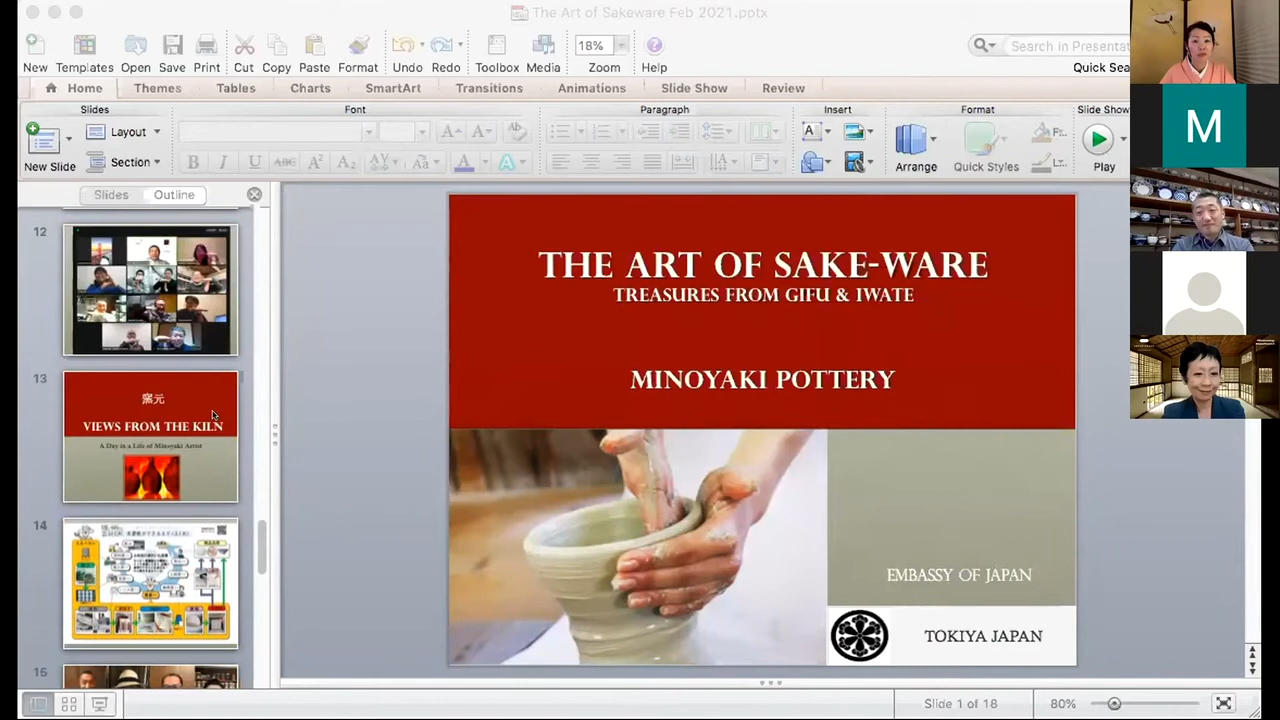 The Art of Sakeware Feb 2021.potx
New Templates Open Save Print Cut Copy Paste Format Undo Redo Toolbox Media Zoom Help
18%
Search in Presentat
Quick Sea
Home Themes Tables Charts SmartArt Transitions Animations Slide Show Review
Slides Font Paragraph Insert Format Slide Show
New Slide
Layout
Section
B I U ABC A A
Arrange Quick Styles Play
Slides Outline
12
13
窯元
VIEWS FROM THE KILN
A Day in a Life of Minoyaki Artist
14
15
THE ART OF SAKE-WARE
TREASURES FROM GIFU & IWATE
MINOYAKI POTTERY
EMBASSY OF JAPAN
TOKIYA JAPAN
M
Slide 1 of 18
80%